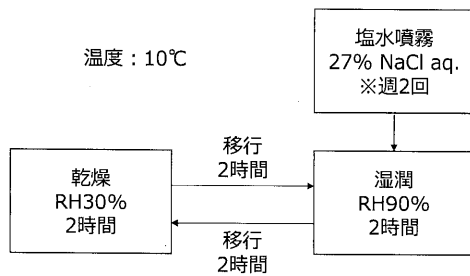 温度：10℃
塩水噴霧
27% NaCl aq.
※週2回
移行
2時間
乾燥
RH30%
2時間
湿潤
RH90%
2時間
移行
2時間